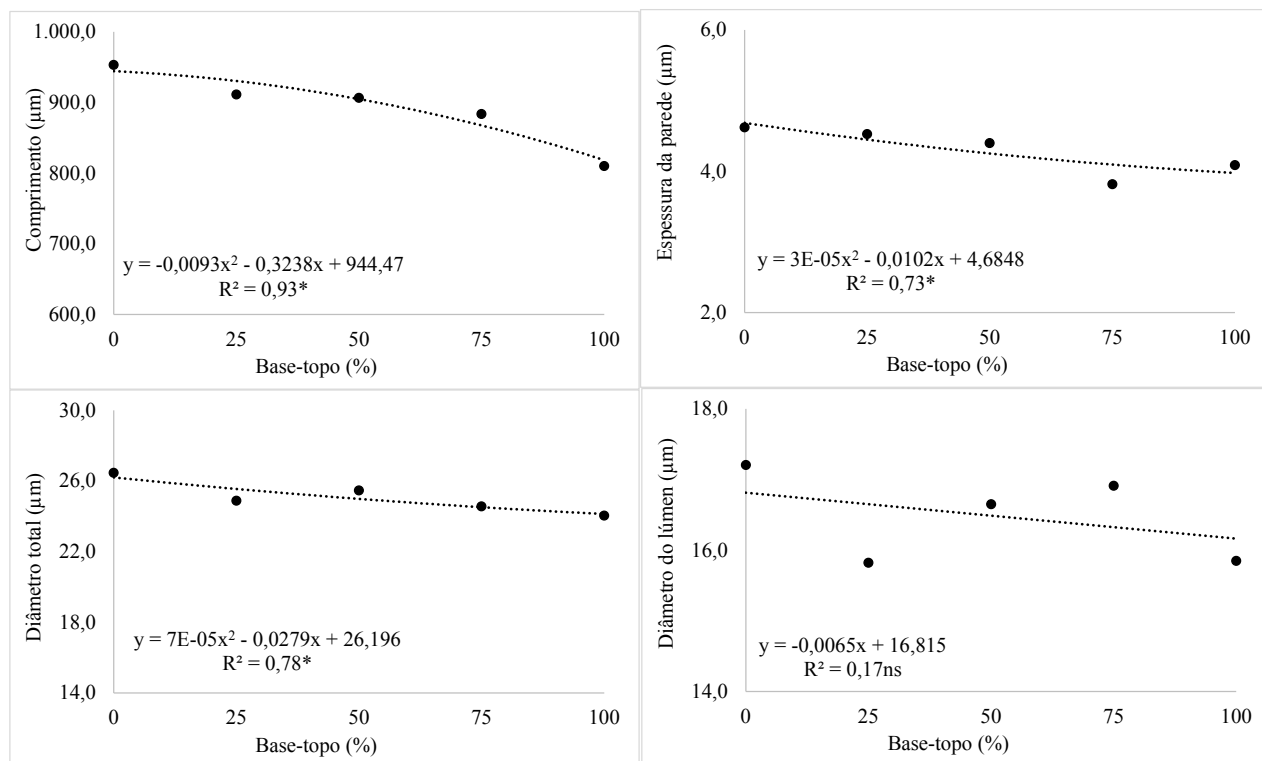 1.000,0
900,0
800,0
700,0
600,0
Comprimento (µm)
y = -0,0093x² - 0,3238x + 944,47
R² = 0,93*
0 25 50 75 100
Base-topo (%)
6,0
4,0
2,0
Espessura da parede (µm)
y = 3E-05x² - 0,0102x + 4,6848
R² = 0,73*
0 25 50 75 100
Base-topo (%)
30,0
26,0
22,0
18,0
14,0
Diâmetro total (µm)
y = 7E-05x² - 0,0279x + 26,196
R² = 0,78*
0 25 50 75 100
Base-topo (%)
18,0
16,0
14,0
Diâmetro do lúmen (µm)
y = -0,0065x + 16,815
R² = 0,17ns
0 25 50 75 100
Base-topo (%)